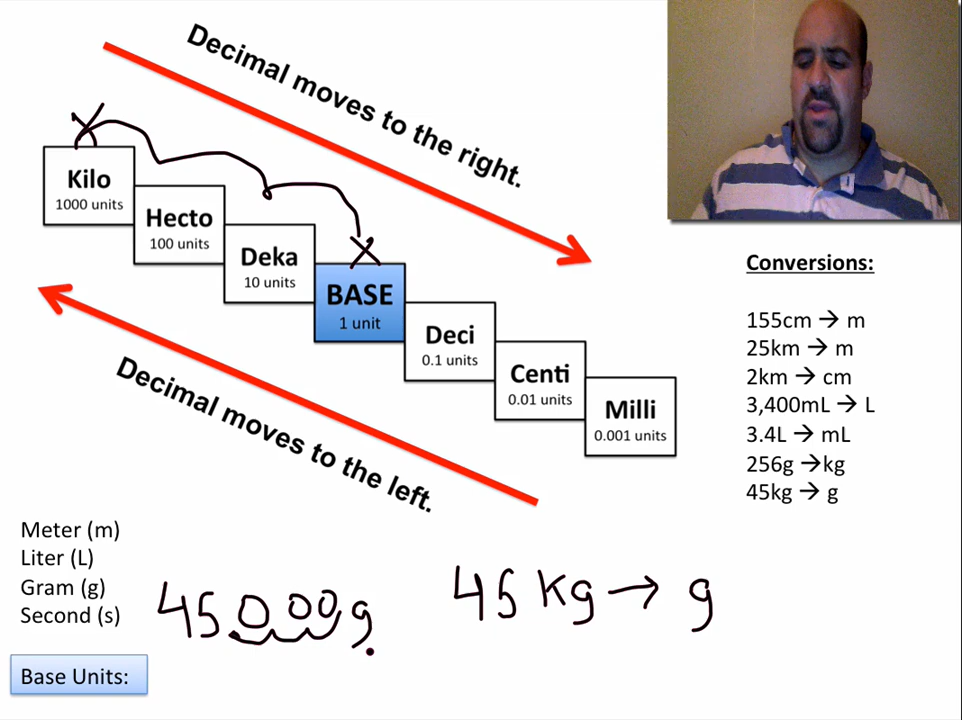 Decimal moves to the right.
Kilo
1000 units
Hecto
100 units
Deka
10 units
BASE
1 unit
Deci
0.1 units
Centi
0.01 units
Milli
0.001 units
Decimal moves to the left.
Conversions:
155cm → m
25km → m
2km → cm
3,400mL → L
3.4L → mL
256g →kg
45kg → g
Meter (m)
Liter (L)
Gram (g)
Second (s)
Base Units:
45000g.
45 kg → g